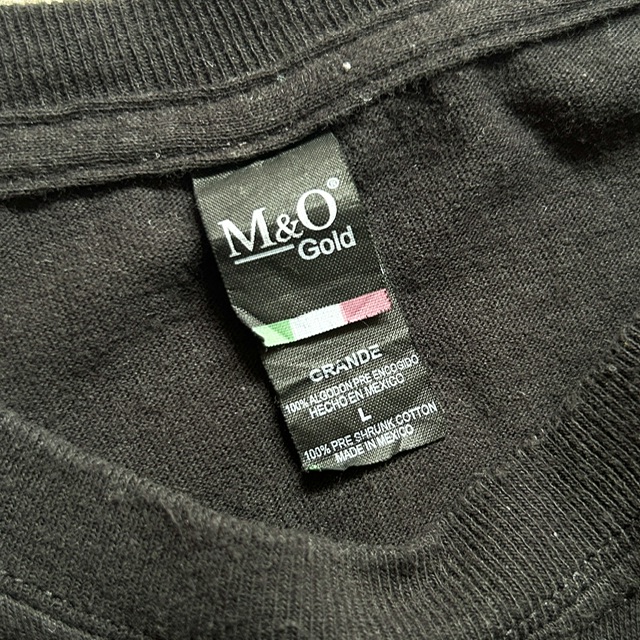 M&O®
Gold
GRANDE
100% ALGODON PRE ENCOGIDO
HECHO EN MEXICO
L
100% PRE SHRUNK COTTON
MADE IN MEXICO